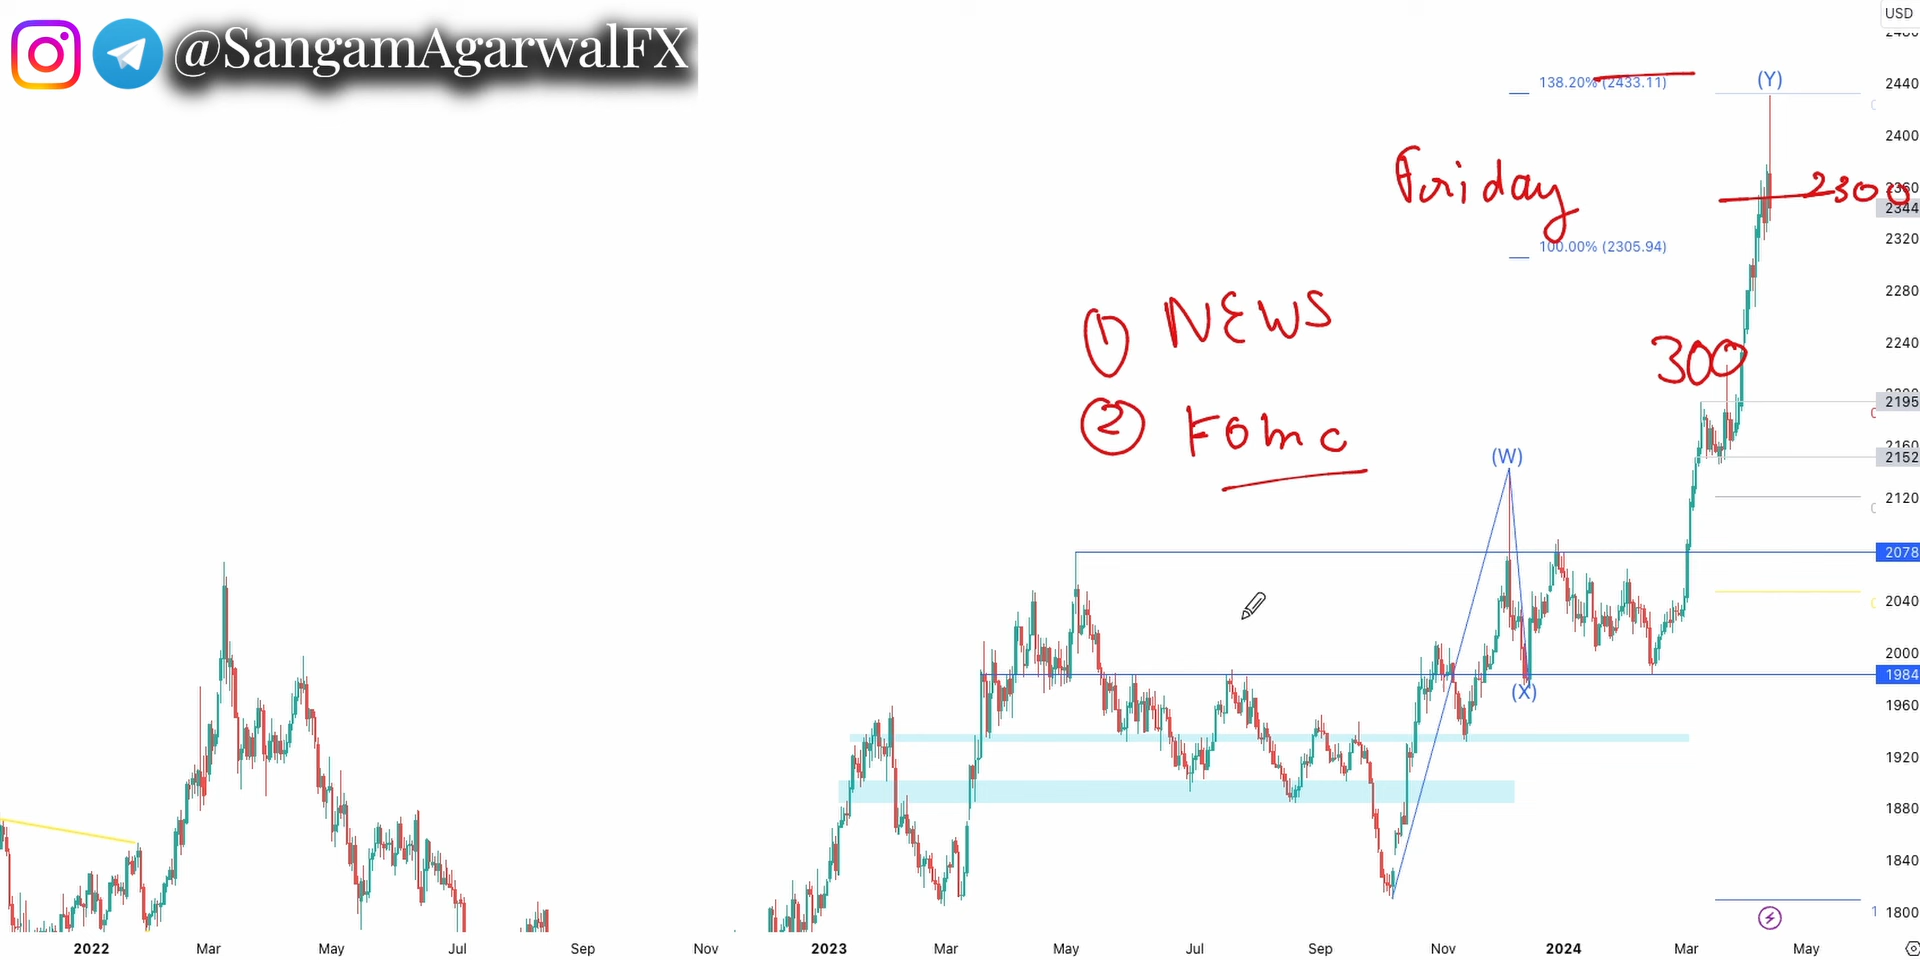 @SangamAgarwalFX
USD
138.20% (2433.11)
(Y)
2440
2400
Friday
2300
2360
2344
2320
100.00% (2305.94)
2280
① NEWS
2240
300
2195
② FOMC
2160
(W)
2152
2120
2078
2040
2000
1984
(X)
1960
1920
1880
1840
1800
2022 Mar May Jul Sep Nov 2023 Mar May Jul Sep Nov 2024 Mar May